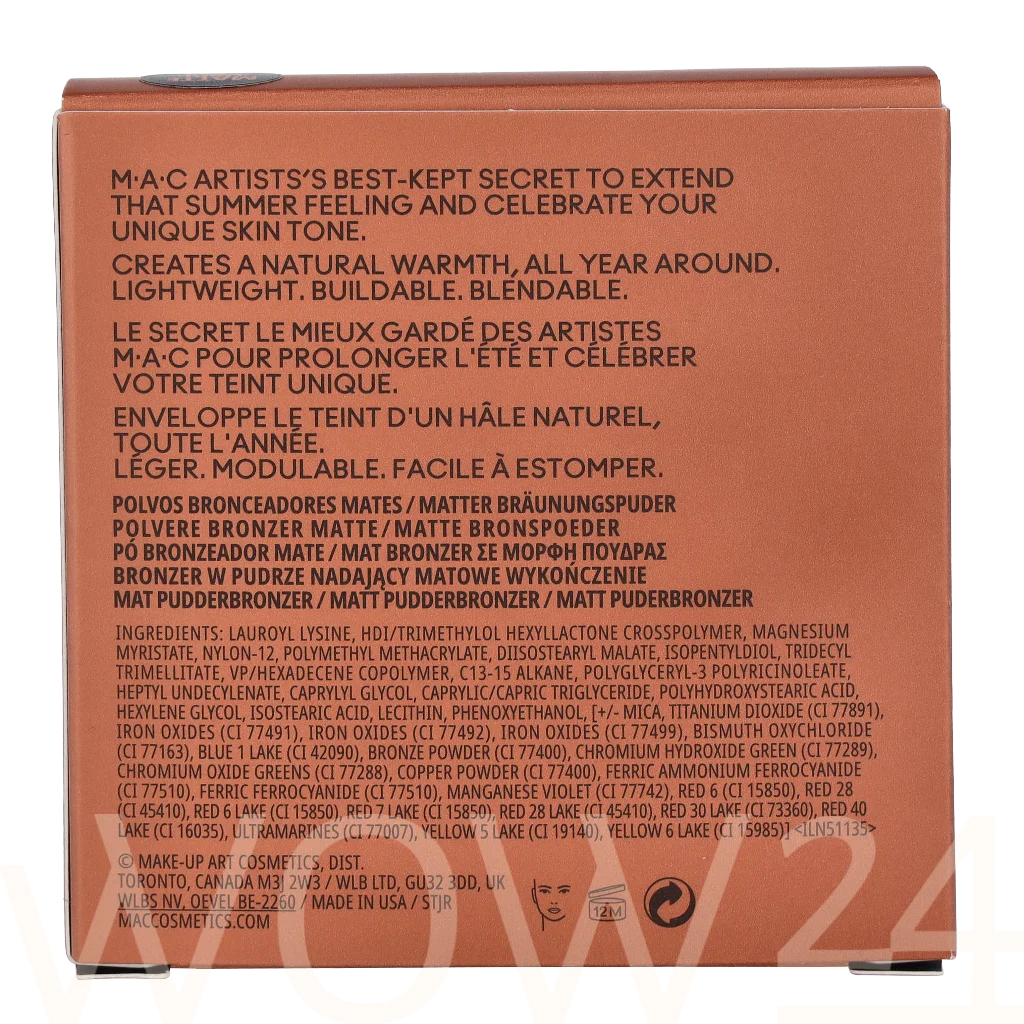 MATTE
M·A·C ARTISTS'S BEST-KEPT SECRET TO EXTEND
THAT SUMMER FEELING AND CELEBRATE YOUR
UNIQUE SKIN TONE.
CREATES A NATURAL WARMTH, ALL YEAR AROUND.
LIGHTWEIGHT. BUILDABLE. BLENDABLE.
LE SECRET LE MIEUX GARDÉ DES ARTISTES
M·A·C POUR PROLONGER L'ÉTÉ ET CÉLÉBRER
VOTRE TEINT UNIQUE.
ENVELOPPE LE TEINT D'UN HÂLE NATUREL,
TOUTE L'ANNÉE.
LÉGER. MODULABLE. FACILE À ESTOMPER.
POLVOS BRONCEADORES MATES / MATTER BRÄUNUNGSPUDER
POLVERE BRONZER MATTE / MATTE BRONSPOEDER
PÓ BRONZEADOR MATE / MAT BRONZER ΣΕ ΜΟΡΦΗ ΠΟΥΔΡΑΣ
BRONZER W PUDRZE NADAJĄCY MATOWE WYKOŃCZENIE
MAT PUDDERBRONZER / MATT PUDDERBRONZER / MATT PUDERBRONZER
INGREDIENTS: LAUROYL LYSINE, HDI/TRIMETHYLOL HEXYLLACTONE CROSSPOLYMER, MAGNESIUM
MYRISTATE, NYLON-12, POLYMETHYL METHACRYLATE, DIISOSTEARYL MALATE, ISOPENTYLDIOL, TRIDECYL
TRIMELLITATE, VP/HEXADECENE COPOLYMER, C13-15 ALKANE, POLYGLYCERYL-3 POLYRICINOLEATE,
HEPTYL UNDECYLENATE, CAPRYLYL GLYCOL, CAPRYLIC/CAPRIC TRIGLYCERIDE, POLYHYDROXYSTEARIC ACID,
HEXYLENE GLYCOL, ISOSTEARIC ACID, LECITHIN, PHENOXYETHANOL, [+/- MICA, TITANIUM DIOXIDE (CI 77891),
IRON OXIDES (CI 77491), IRON OXIDES (CI 77492), IRON OXIDES (CI 77499), BISMUTH OXYCHLORIDE
(CI 77163), BLUE 1 LAKE (CI 42090), BRONZE POWDER (CI 77400), CHROMIUM HYDROXIDE GREEN (CI 77289),
CHROMIUM OXIDE GREENS (CI 77288), COPPER POWDER (CI 77400), FERRIC AMMONIUM FERROCYANIDE
(CI 77510), FERRIC FERROCYANIDE (CI 77510), MANGANESE VIOLET (CI 77742), RED 6 (CI 15850), RED 28
(CI 45410), RED 6 LAKE (CI 15850), RED 7 LAKE (CI 15850), RED 28 LAKE (CI 45410), RED 30 LAKE (CI 73360), RED 40
LAKE (CI 16035), ULTRAMARINES (CI 77007), YELLOW 5 LAKE (CI 19140), YELLOW 6 LAKE (CI 15985)] <ILN51135>
© MAKE-UP ART COSMETICS, DIST.
TORONTO, CANADA M3J 2W3 / WLB LTD, GU32 3DD, UK
WLBS NV, OEVEL BE-2260 / MADE IN USA / STJR
MACCOSMETICS.COM
12M
WOW24